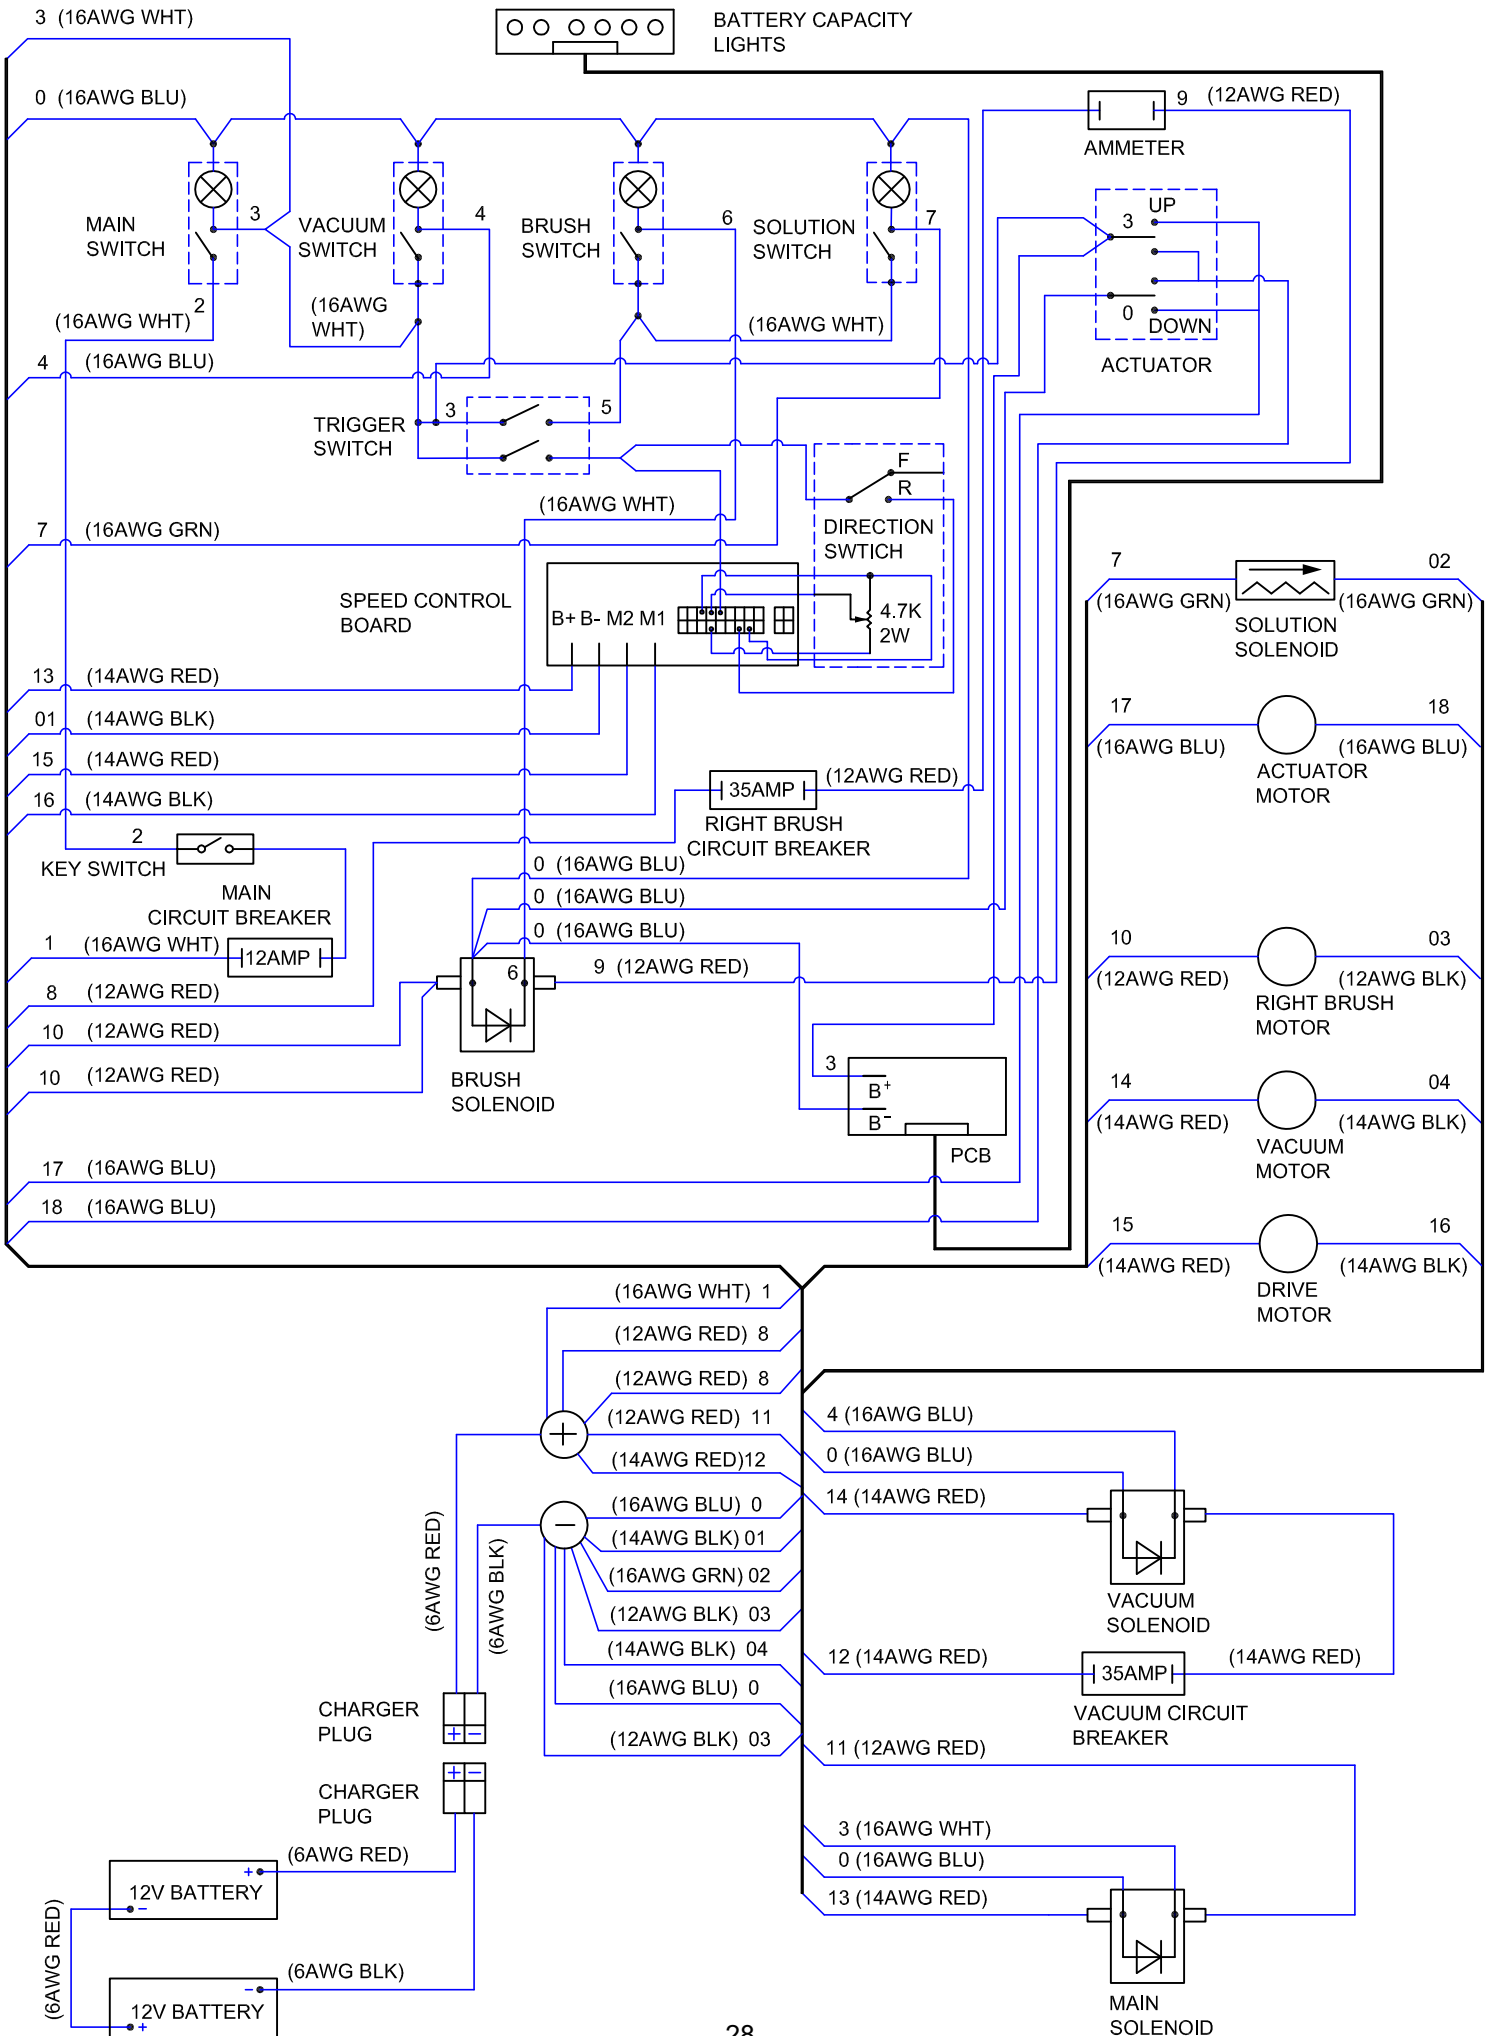 3 (16AWG WHT)
BATTERY CAPACITY
LIGHTS
0 (16AWG BLU)
9 (12AWG RED)
AMMETER
MAIN
SWITCH
3
2
(16AWG WHT)
VACUUM
SWITCH
4
(16AWG
WHT)
BRUSH
SWITCH
6
SOLUTION
SWITCH
7
(16AWG WHT)
UP
3
0
DOWN
ACTUATOR
4 (16AWG BLU)
TRIGGER
SWITCH
3
5
F
R
DIRECTION
SWTICH
(16AWG WHT)
7 (16AWG GRN)
SPEED CONTROL
BOARD
B+ B- M2 M1
4.7K
2W
7
02
(16AWG GRN)
(16AWG GRN)
SOLUTION
SOLENOID
13 (14AWG RED)
01 (14AWG BLK)
15 (14AWG RED)
16 (14AWG BLK)
17
18
(16AWG BLU)
(16AWG BLU)
ACTUATOR
MOTOR
35AMP
(12AWG RED)
RIGHT BRUSH
CIRCUIT BREAKER
2
KEY SWITCH
MAIN
CIRCUIT BREAKER
0 (16AWG BLU)
0 (16AWG BLU)
0 (16AWG BLU)
1 (16AWG WHT)
12AMP
8 (12AWG RED)
10 (12AWG RED)
10 (12AWG RED)
6
9 (12AWG RED)
BRUSH
SOLENOID
10
03
(12AWG RED)
(12AWG BLK)
RIGHT BRUSH
MOTOR
3
B+
B-
PCB
14
04
(14AWG RED)
(14AWG BLK)
VACUUM
MOTOR
17 (16AWG BLU)
18 (16AWG BLU)
15
16
(14AWG RED)
(14AWG BLK)
DRIVE
MOTOR
(16AWG WHT) 1
(12AWG RED) 8
(12AWG RED) 8
(12AWG RED) 11
(14AWG RED)12
+
-
(16AWG BLU) 0
(14AWG BLK) 01
(16AWG GRN) 02
(12AWG BLK) 03
(14AWG BLK) 04
(16AWG BLU) 0
(12AWG BLK) 03
(6AWG RED)
(6AWG BLK)
4 (16AWG BLU)
0 (16AWG BLU)
14 (14AWG RED)
VACUUM
SOLENOID
12 (14AWG RED)
35AMP
(14AWG RED)
VACUUM CIRCUIT
BREAKER
11 (12AWG RED)
3 (16AWG WHT)
0 (16AWG BLU)
13 (14AWG RED)
MAIN
SOLENOID
CHARGER
PLUG
+ -
+ -
CHARGER
PLUG
(6AWG RED)
+
12V BATTERY
-
(6AWG RED)
(6AWG BLK)
-
12V BATTERY
+
28